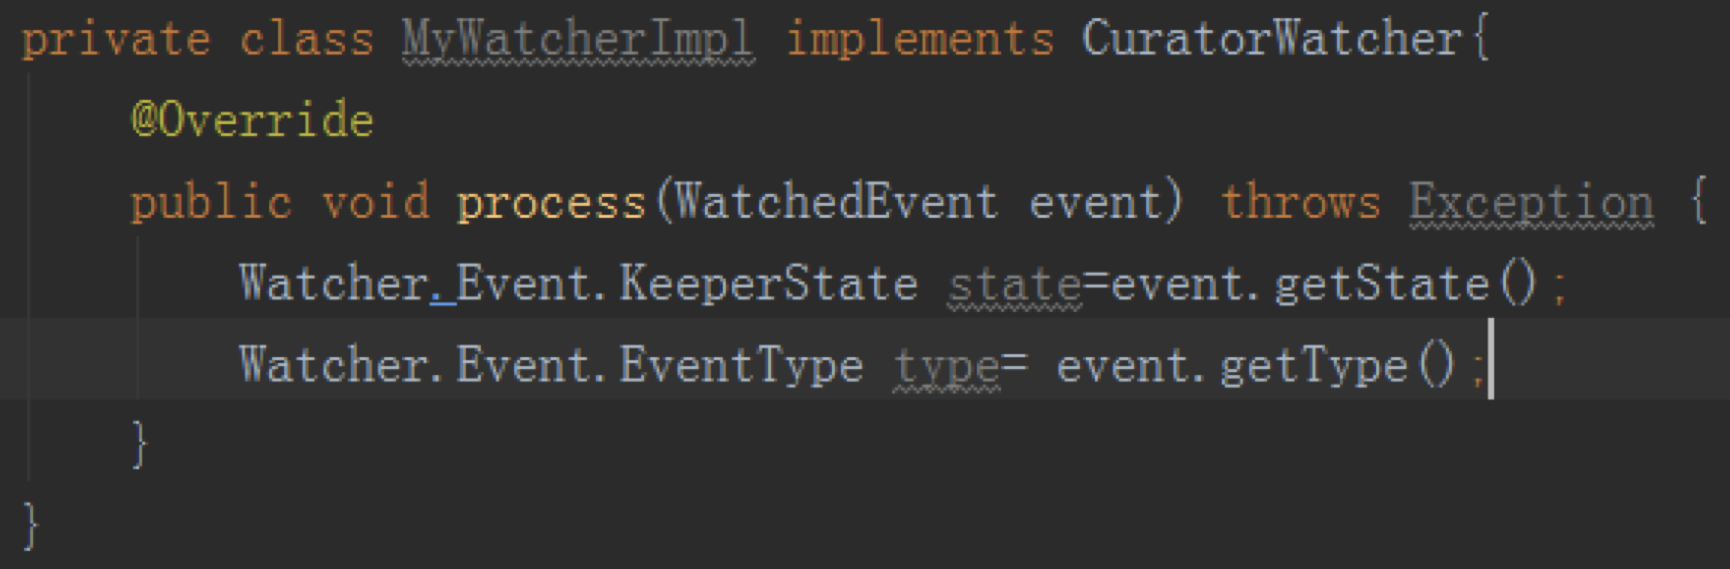 private class MyWatcherImpl implements CuratorWatcher{
@Override
public void process(WatchedEvent event) throws Exception {
Watcher.Event.KeeperState state=event.getState();
Watcher.Event.EventType type= event.getType();
}
}